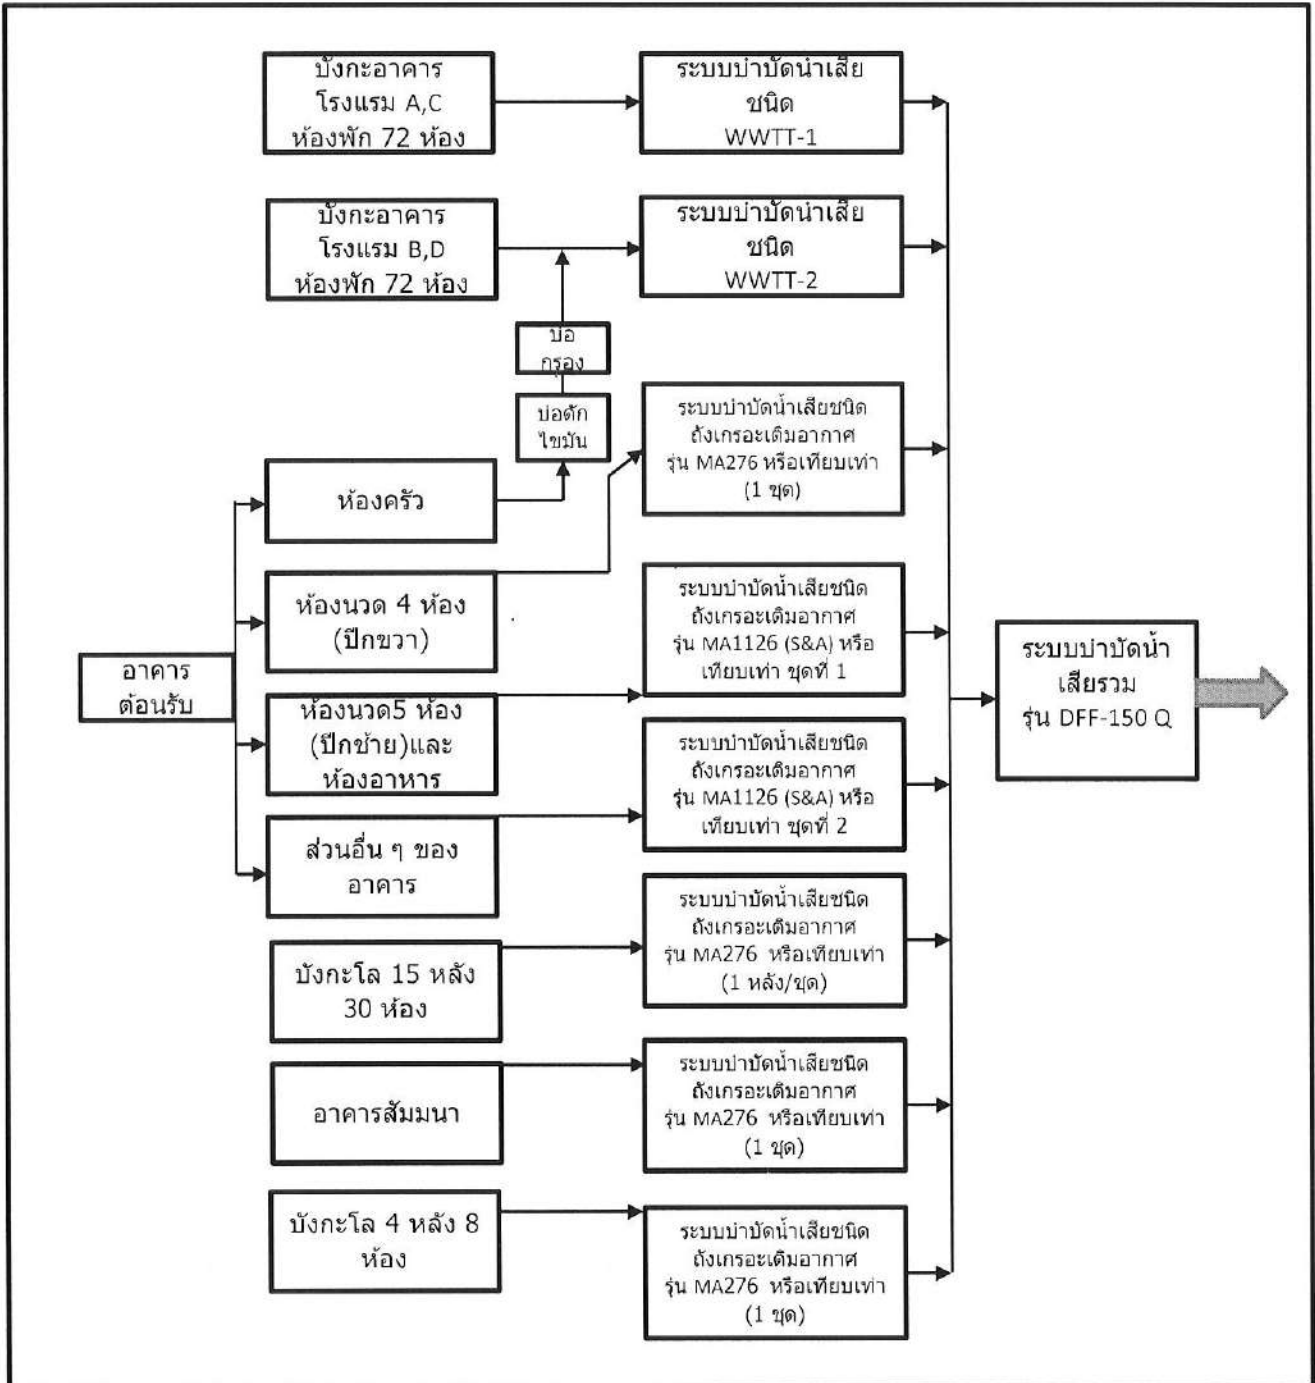 บังกะอาคาร
โรงแรม A,C
ห้องพัก 72 ห้อง
ระบบบำบัดน้ำเสีย
ชนิด
WWTT-1
บังกะอาคาร
โรงแรม B,D
ห้องพัก 72 ห้อง
ระบบบำบัดน้ำเสีย
ชนิด
WWTT-2
บ่อ
กรอง
บ่อดัก
ไขมัน
ระบบบำบัดน้ำเสียชนิด
ถังเกรอะเติมอากาศ
รุ่น MA276 หรือเทียบเท่า
(1 ชุด)
ห้องครัว
ห้องนวด 4 ห้อง
(ปีกขวา)
ระบบบำบัดน้ำเสียชนิด
ถังเกรอะเติมอากาศ
รุ่น MA1126 (S&A) หรือ
เทียบเท่า ชุดที่ 1
อาคาร
ต้อนรับ
ห้องนวด5 ห้อง
(ปีกซ้าย)และ
ห้องอาหาร
ระบบบำบัดน้ำเสียชนิด
ถังเกรอะเติมอากาศ
รุ่น MA1126 (S&A) หรือ
เทียบเท่า ชุดที่ 2
ระบบบำบัดน้ำ
เสียรวม
รุ่น DFF-150 Q
ส่วนอื่น ๆ ของ
อาคาร
ระบบบำบัดน้ำเสียชนิด
ถังเกรอะเติมอากาศ
รุ่น MA276 หรือเทียบเท่า
(1 หลัง/ชุด)
บังกะโล 15 หลัง
30 ห้อง
อาคารสัมมนา
ระบบบำบัดน้ำเสียชนิด
ถังเกรอะเติมอากาศ
รุ่น MA276 หรือเทียบเท่า
(1 ชุด)
บังกะโล 4 หลัง 8
ห้อง
ระบบบำบัดน้ำเสียชนิด
ถังเกรอะเติมอากาศ
รุ่น MA276 หรือเทียบเท่า
(1 ชุด)